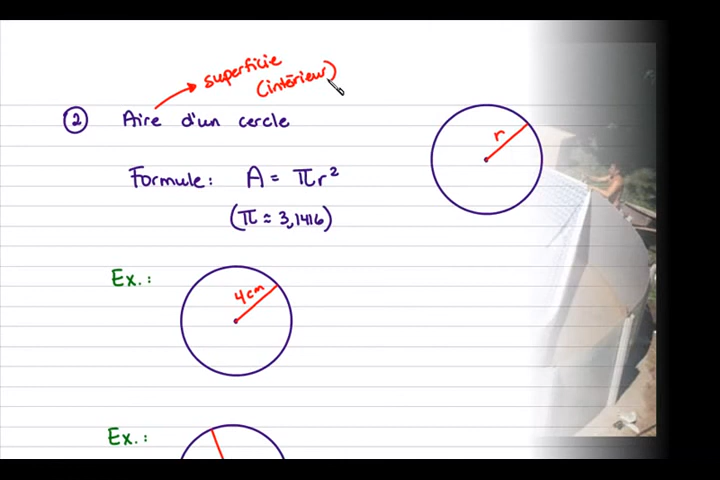 superficie
(intérieur)
② Aire d'un cercle
r
Formule: A = πr²
(π ≈ 3,1416)
Ex.:
4cm
Ex.: